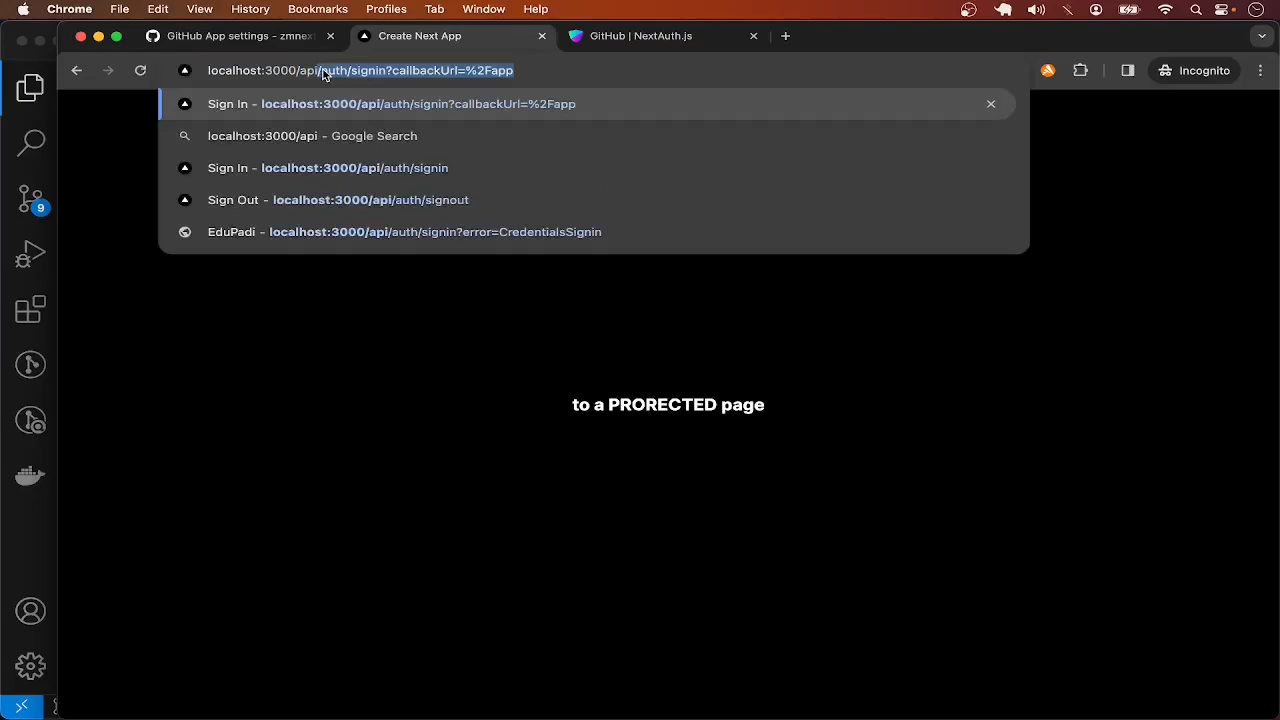 Chrome File Edit View History Bookmarks Profiles Tab Window Help
GitHub App settings - zmnex
Create Next App
GitHub | NextAuth.js
localhost:3000/api/auth/signin?callbackUrl=%2Fapp
Incognito
Sign In - localhost:3000/api/auth/signin?callbackUrl=%2Fapp
localhost:3000/api - Google Search
Sign In - localhost:3000/api/auth/signin
Sign Out - localhost:3000/api/auth/signout
EduPadi - localhost:3000/api/auth/signin?error=CredentialsSignin
9
to a PRORECTED page